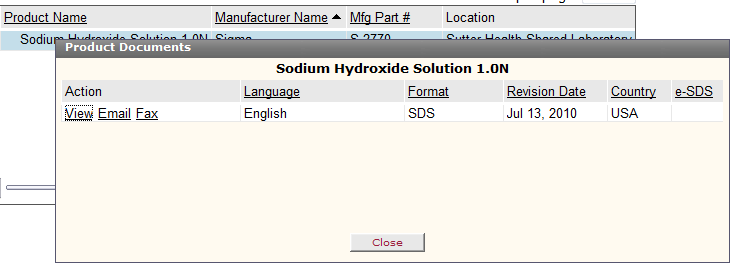 Product Name Manufacturer Name Mfg Part # Location
Sodium Hydroxide Solution 1.0N Sigma S 2770 Sutter Health Shared Laboratory
Product Documents
Sodium Hydroxide Solution 1.0N
Action Language Format Revision Date Country e-SDS
View Email Fax English SDS Jul 13, 2010 USA
Close